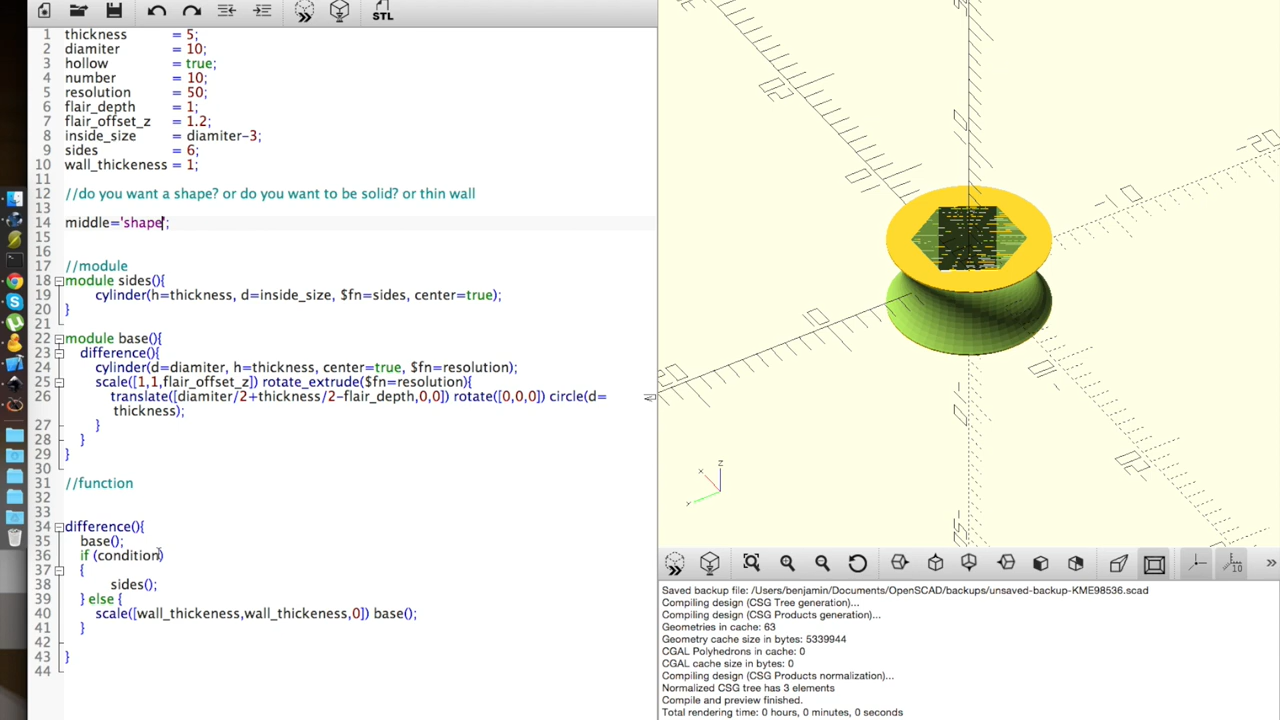 STL
1 thickness = 5;
2 diamiter = 10;
3 hollow = true;
4 number = 10;
5 resolution = 50;
6 flair_depth = 1;
7 flair_offset_z = 1.2;
8 inside_size = diamiter-3;
9 sides = 6;
10 wall_thickeness = 1;
11
12 //do you want a shape? or do you want to be solid? or thin wall
13
14 middle='shape';
15
16
17 //module
18 module sides(){
19 cylinder(h=thickness, d=inside_size, $fn=sides, center=true);
20 }
21
22 module base(){
23 difference(){
24 cylinder(d=diamiter, h=thickness, center=true, $fn=resolution);
25 scale([1,1,flair_offset_z]) rotate_extrude($fn=resolution){
26 translate([diamiter/2+thickness/2-flair_depth,0,0]) rotate([0,0,0]) circle(d=
thickness);
27 }
28 }
29 }
30
31 //function
32
33
34 difference(){
35 base();
36 if (condition)
37 {
38 sides();
39 } else {
40 scale([wall_thickeness,wall_thickeness,0]) base();
41 }
42
43 }
44
10
20
10
10
10
20
z
x
y
10
Saved backup file: /Users/benjamin/Documents/OpenSCAD/backups/unsaved-backup-KME98536.scad
Compiling design (CSG Tree generation)...
Compiling design (CSG Products generation)...
Geometries in cache: 63
Geometry cache size in bytes: 5339944
CGAL Polyhedrons in cache: 0
CGAL cache size in bytes: 0
Compiling design (CSG Products normalization)...
Normalized CSG tree has 3 elements
Compile and preview finished.
Total rendering time: 0 hours, 0 minutes, 0 seconds